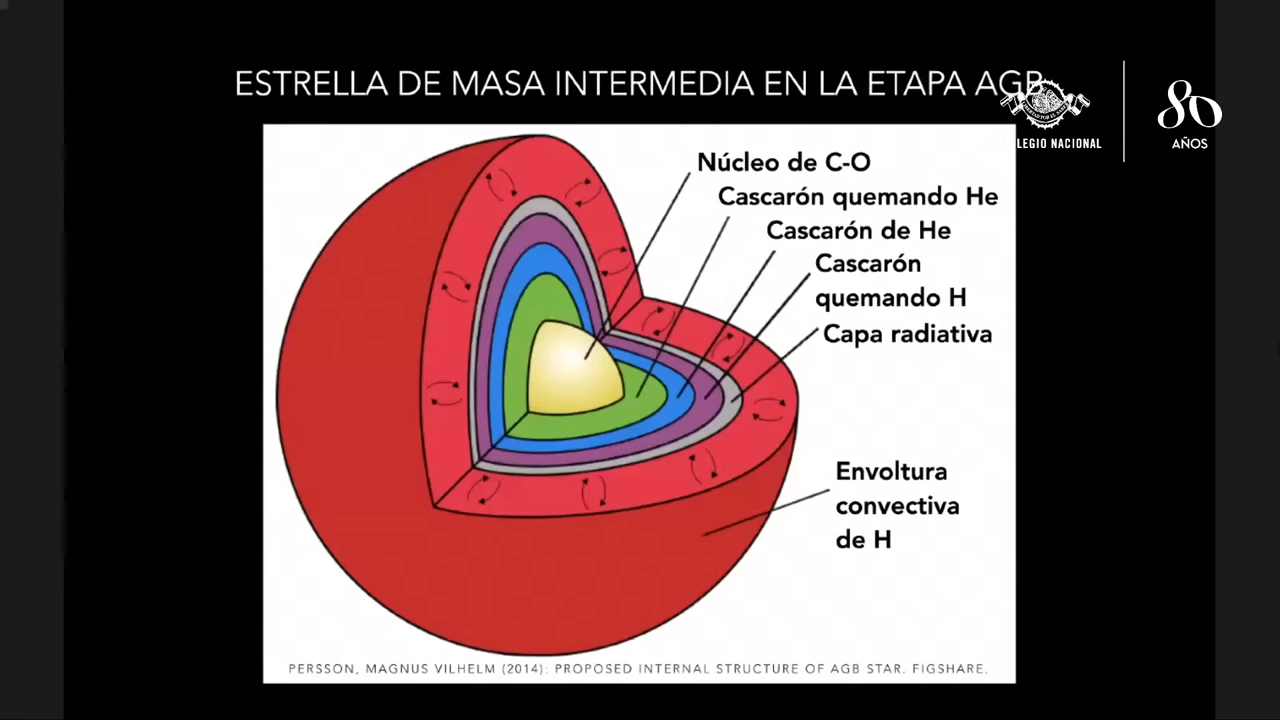 ESTRELLA DE MASA INTERMEDIA EN LA ETAPA AGB
LEGIO NACIONAL
80
AÑOS
Núcleo de C-O
Cascarón quemando He
Cascarón de He
Cascarón
quemando H
Capa radiativa
Envoltura
convectiva
de H
PERSSON, MAGNUS VILHELM (2014): PROPOSED INTERNAL STRUCTURE OF AGB STAR. FIGSHARE.